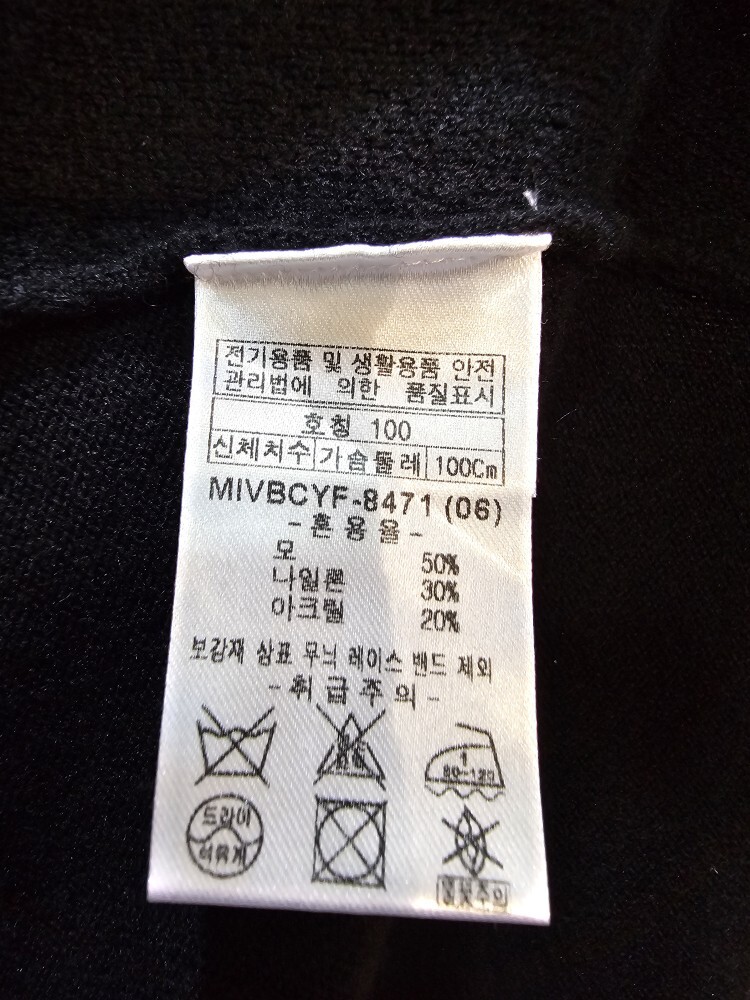 전기용품 및 생활용품 안전
관리법에 의한 품질표시
호칭 100
신체치수 가슴둘레 100Cm
MIVBCYF-8471 (06)
- 혼용율 -
모 50%
나일론 30%
아크릴 20%
보강재 상표 무늬 레이스 밴드 제외
- 취급주의 -
1
80~120
드라이
석유계